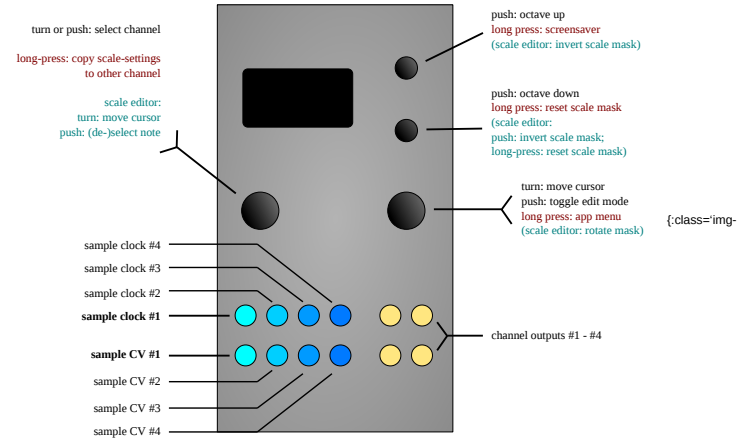 turn or push: select channel
long-press: copy scale-settings
to other channel
scale editor:
turn: move cursor
push: (de-)select note
push: octave up
long press: screensaver
(scale editor: invert scale mask)
push: octave down
long press: reset scale mask
(scale editor:
push: invert scale mask;
long-press: reset scale mask)
turn: move cursor
push: toggle edit mode
long press: app menu
(scale editor: rotate mask)
{:class='img-
sample clock #4
sample clock #3
sample clock #2
sample clock #1
sample CV #1
sample CV #2
sample CV #3
sample CV #4
channel outputs #1 - #4